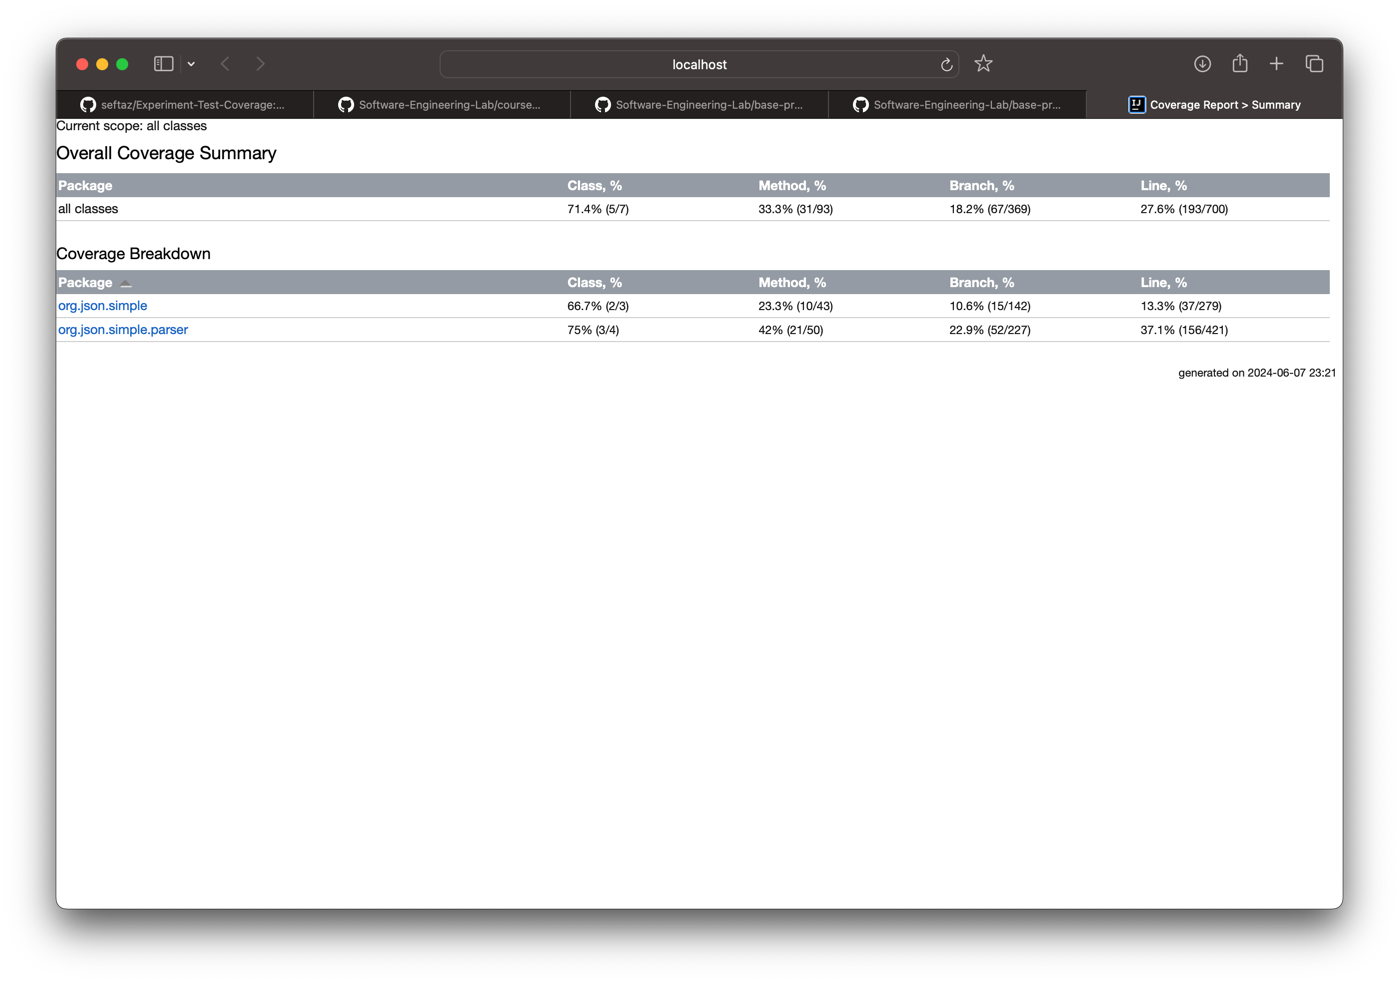 localhost
seftaz/Experiment-Test-Coverage:...
Software-Engineering-Lab/course...
Software-Engineering-Lab/base-pr...
Software-Engineering-Lab/base-pr...
Coverage Report > Summary
Current scope: all classes
Overall Coverage Summary
Package Class, % Method, % Branch, % Line, %
all classes 71.4% (5/7) 33.3% (31/93) 18.2% (67/369) 27.6% (193/700)
Coverage Breakdown
Package Class, % Method, % Branch, % Line, %
org.json.simple 66.7% (2/3) 23.3% (10/43) 10.6% (15/142) 13.3% (37/279)
org.json.simple.parser 75% (3/4) 42% (21/50) 22.9% (52/227) 37.1% (156/421)
generated on 2024-06-07 23:21